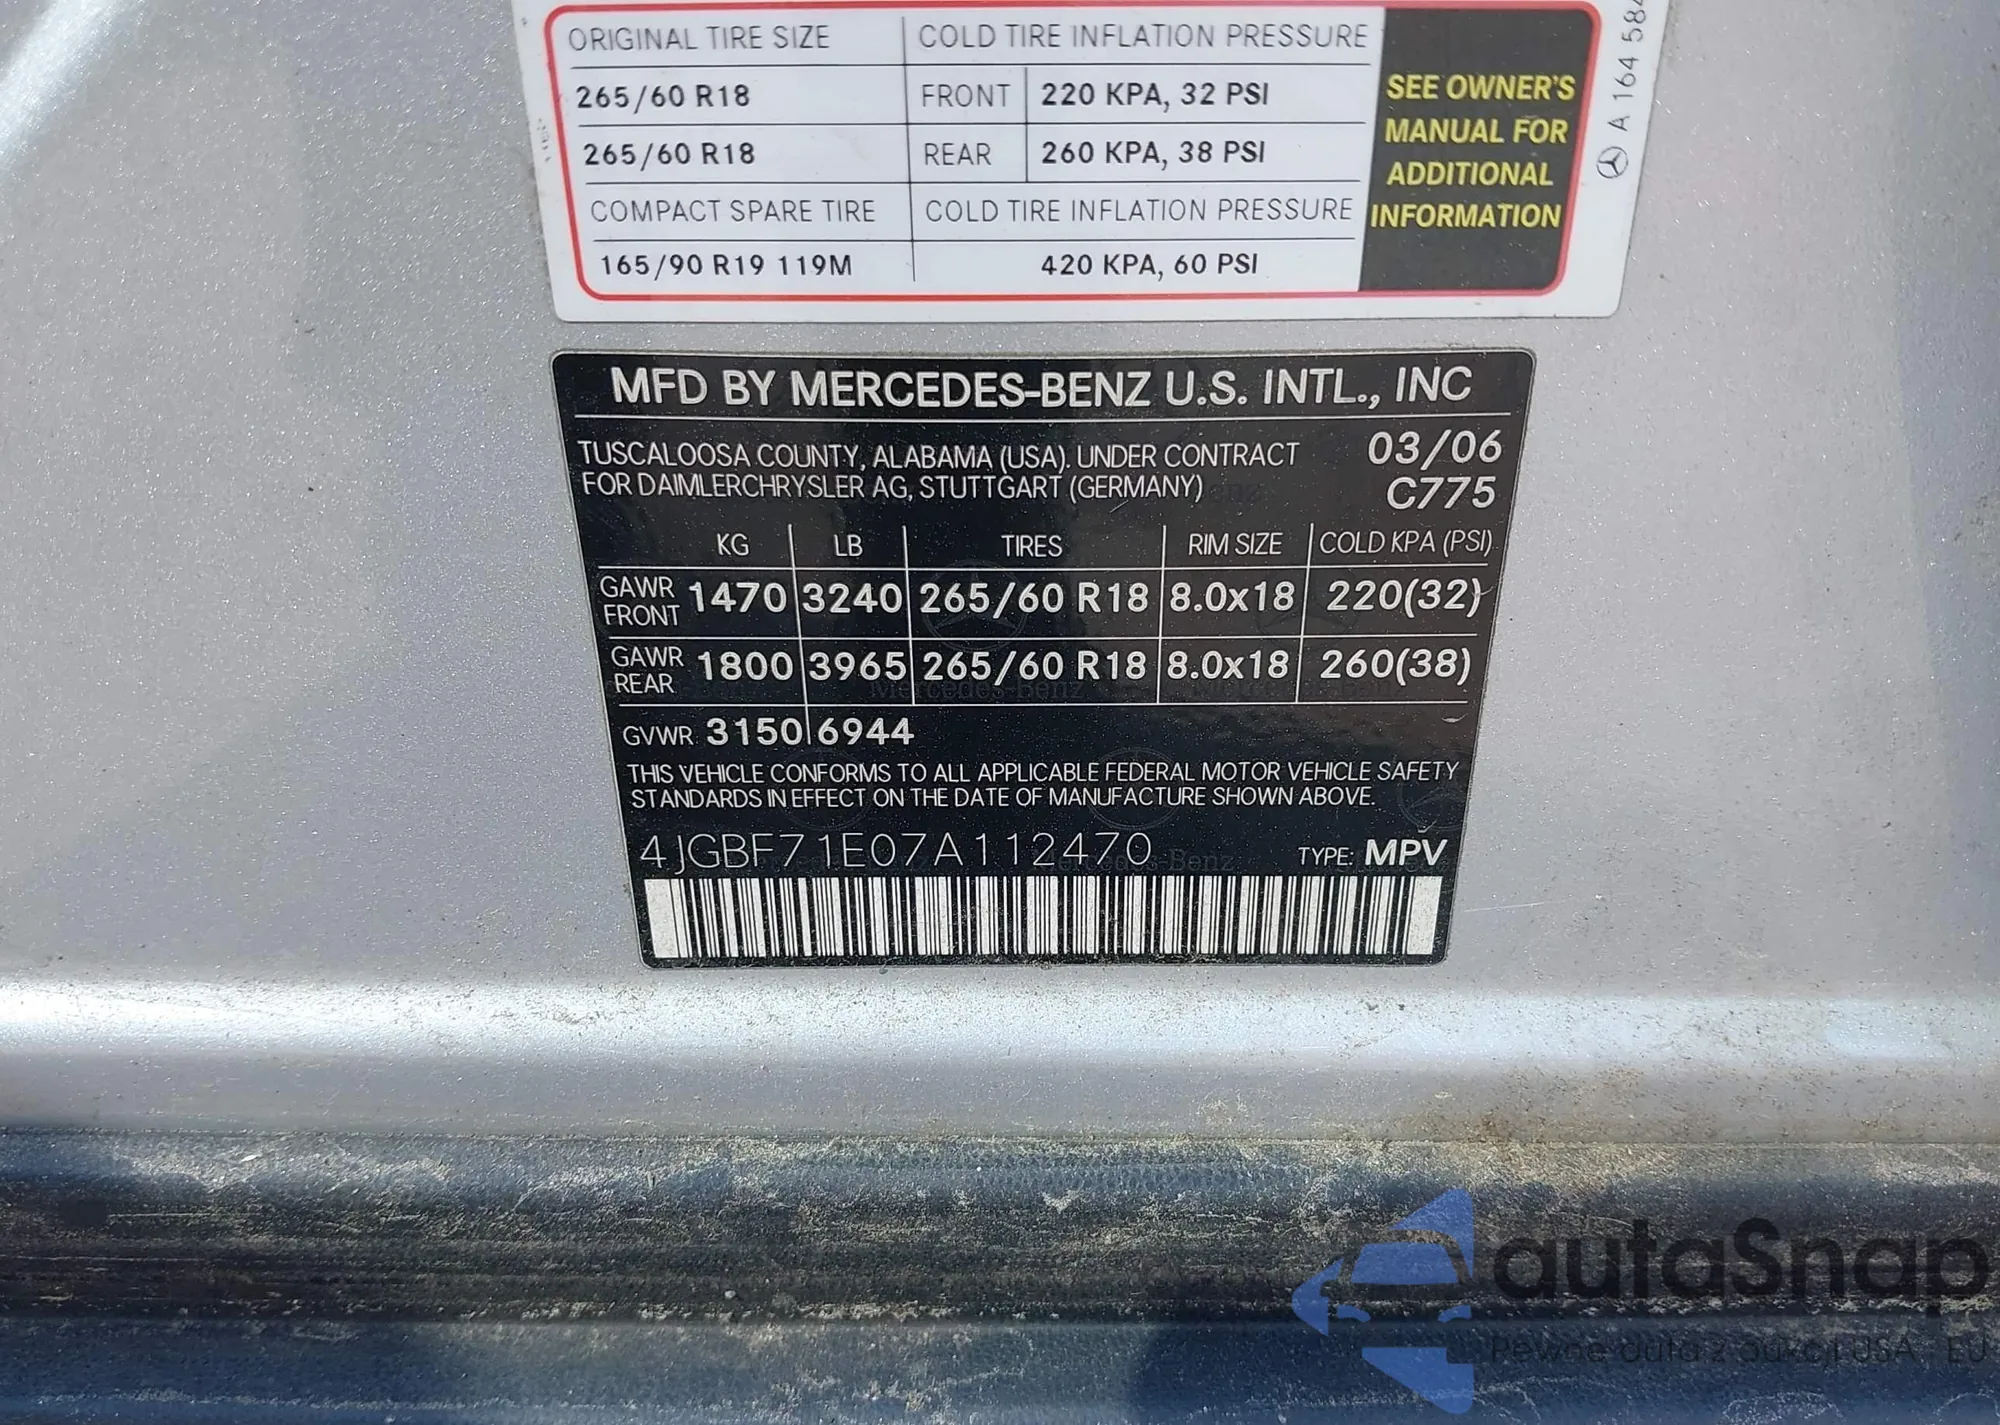 ORIGINAL TIRE SIZE COLD TIRE INFLATION PRESSURE
265/60 R18 FRONT 220 KPA, 32 PSI
265/60 R18 REAR 260 KPA, 38 PSI
COMPACT SPARE TIRE COLD TIRE INFLATION PRESSURE
165/90 R19 119M 420 KPA, 60 PSI
SEE OWNER'S
MANUAL FOR
ADDITIONAL
INFORMATION
A 164 584
MFD BY MERCEDES-BENZ U.S. INTL., INC
TUSCALOOSA COUNTY, ALABAMA (USA). UNDER CONTRACT 03/06
FOR DAIMLERCHRYSLER AG, STUTTGART (GERMANY) C775
KG LB TIRES RIM SIZE COLD KPA (PSI)
GAWR FRONT 1470 3240 265/60 R18 8.0x18 220(32)
GAWR REAR 1800 3965 265/60 R18 8.0x18 260(38)
GVWR 3150 6944
THIS VEHICLE CONFORMS TO ALL APPLICABLE FEDERAL MOTOR VEHICLE SAFETY
STANDARDS IN EFFECT ON THE DATE OF MANUFACTURE SHOWN ABOVE.
4JGBF71E07A112470 TYPE: MPV
autoSnap
Pewne auta z aukcji USA - EU